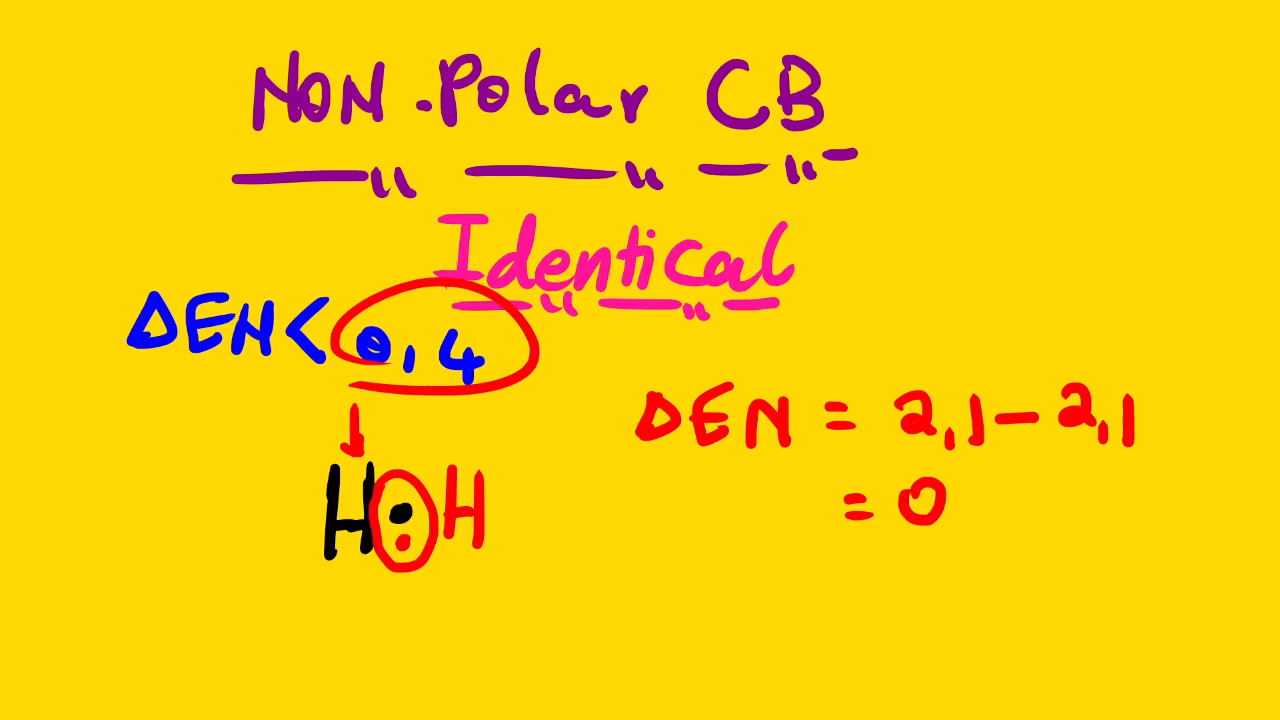 NON.Polar CB
Identical
ΔEN<0,4
ΔEN = 2,1-2,1
= 0
H:H